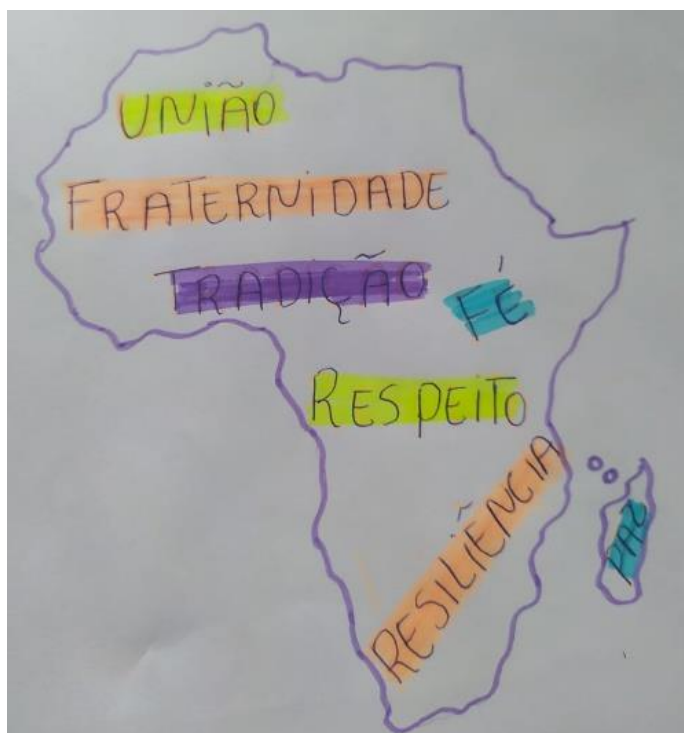 UNIÃO
FRATERNIDADE
TRADIÇÃO
FÉ
RESPEITO
RESILIÊNCIA
PAZ